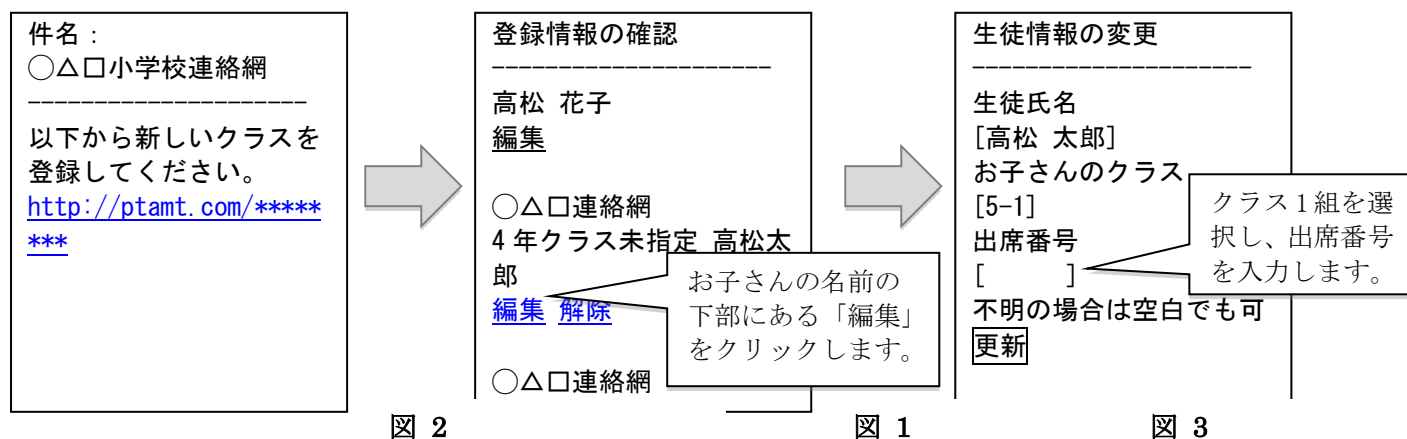 件名：
○△□小学校連絡網
---------------------
以下から新しいクラスを
登録してください。
http://ptamt.com/*****
***
登録情報の確認
---------------------
高松 花子
編集
○△□連絡網
4年クラス未指定 高松太
郎
編集 解除
○△□連絡網
お子さんの名前の
下部にある「編集」
をクリックします。
生徒情報の変更
---------------------
生徒氏名
[高松 太郎]
お子さんのクラス
[5-1]
出席番号
[     ]
不明の場合は空白でも可
更新
クラス1組を選
択し、出席番号
を入力します。
図 2
図 1
図 3